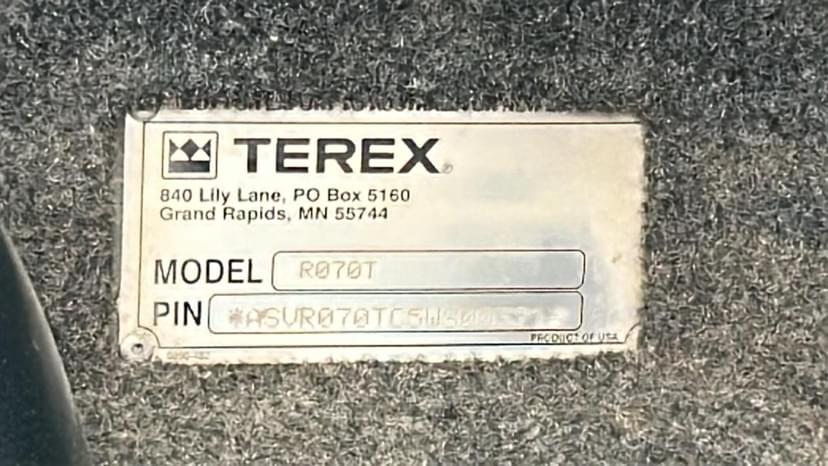 TEREX®
840 Lily Lane, PO Box 5160
Grand Rapids, MN 55744
MODEL R070T
PIN
PRODUCT OF USA